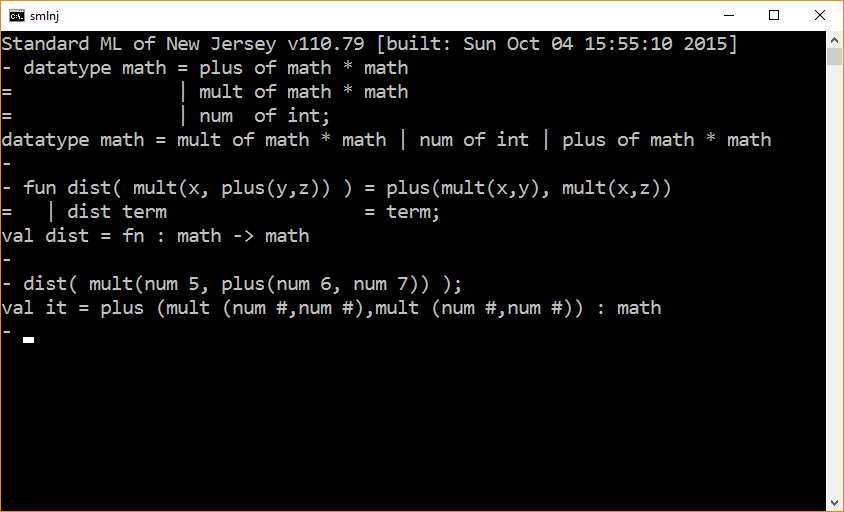 smlnj
Standard ML of New Jersey v110.79 [built: Sun Oct 04 15:55:10 2015]
- datatype math = plus of math * math
=               | mult of math * math
=               | num  of int;
datatype math = mult of math * math | num of int | plus of math * math
-
- fun dist( mult(x, plus(y,z)) ) = plus(mult(x,y), mult(x,z))
=   | dist term                  = term;
val dist = fn : math -> math
-
- dist( mult(num 5, plus(num 6, num 7)) );
val it = plus (mult (num #,num #),mult (num #,num #)) : math
-